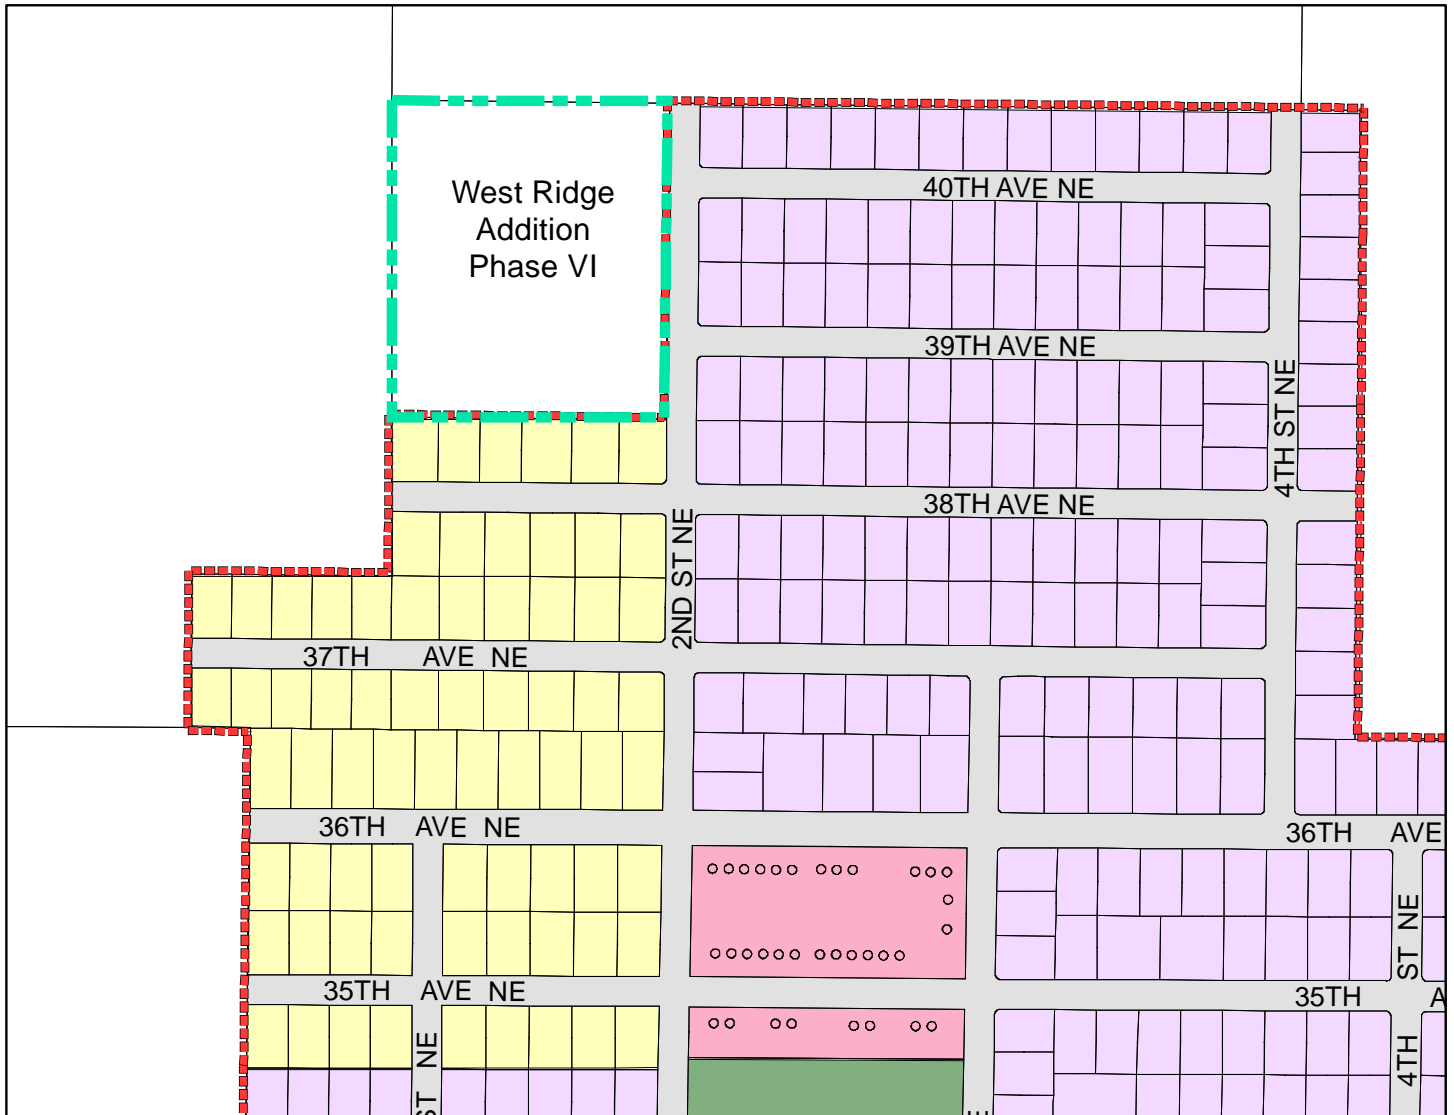 West Ridge
Addition
Phase VI
40TH AVE NE
39TH AVE NE
4TH ST NE
38TH AVE NE
2ND ST NE
37TH AVE NE
36TH AVE NE
36TH AVE
ST NE
35TH AVE NE
35TH
ST NE
4TH